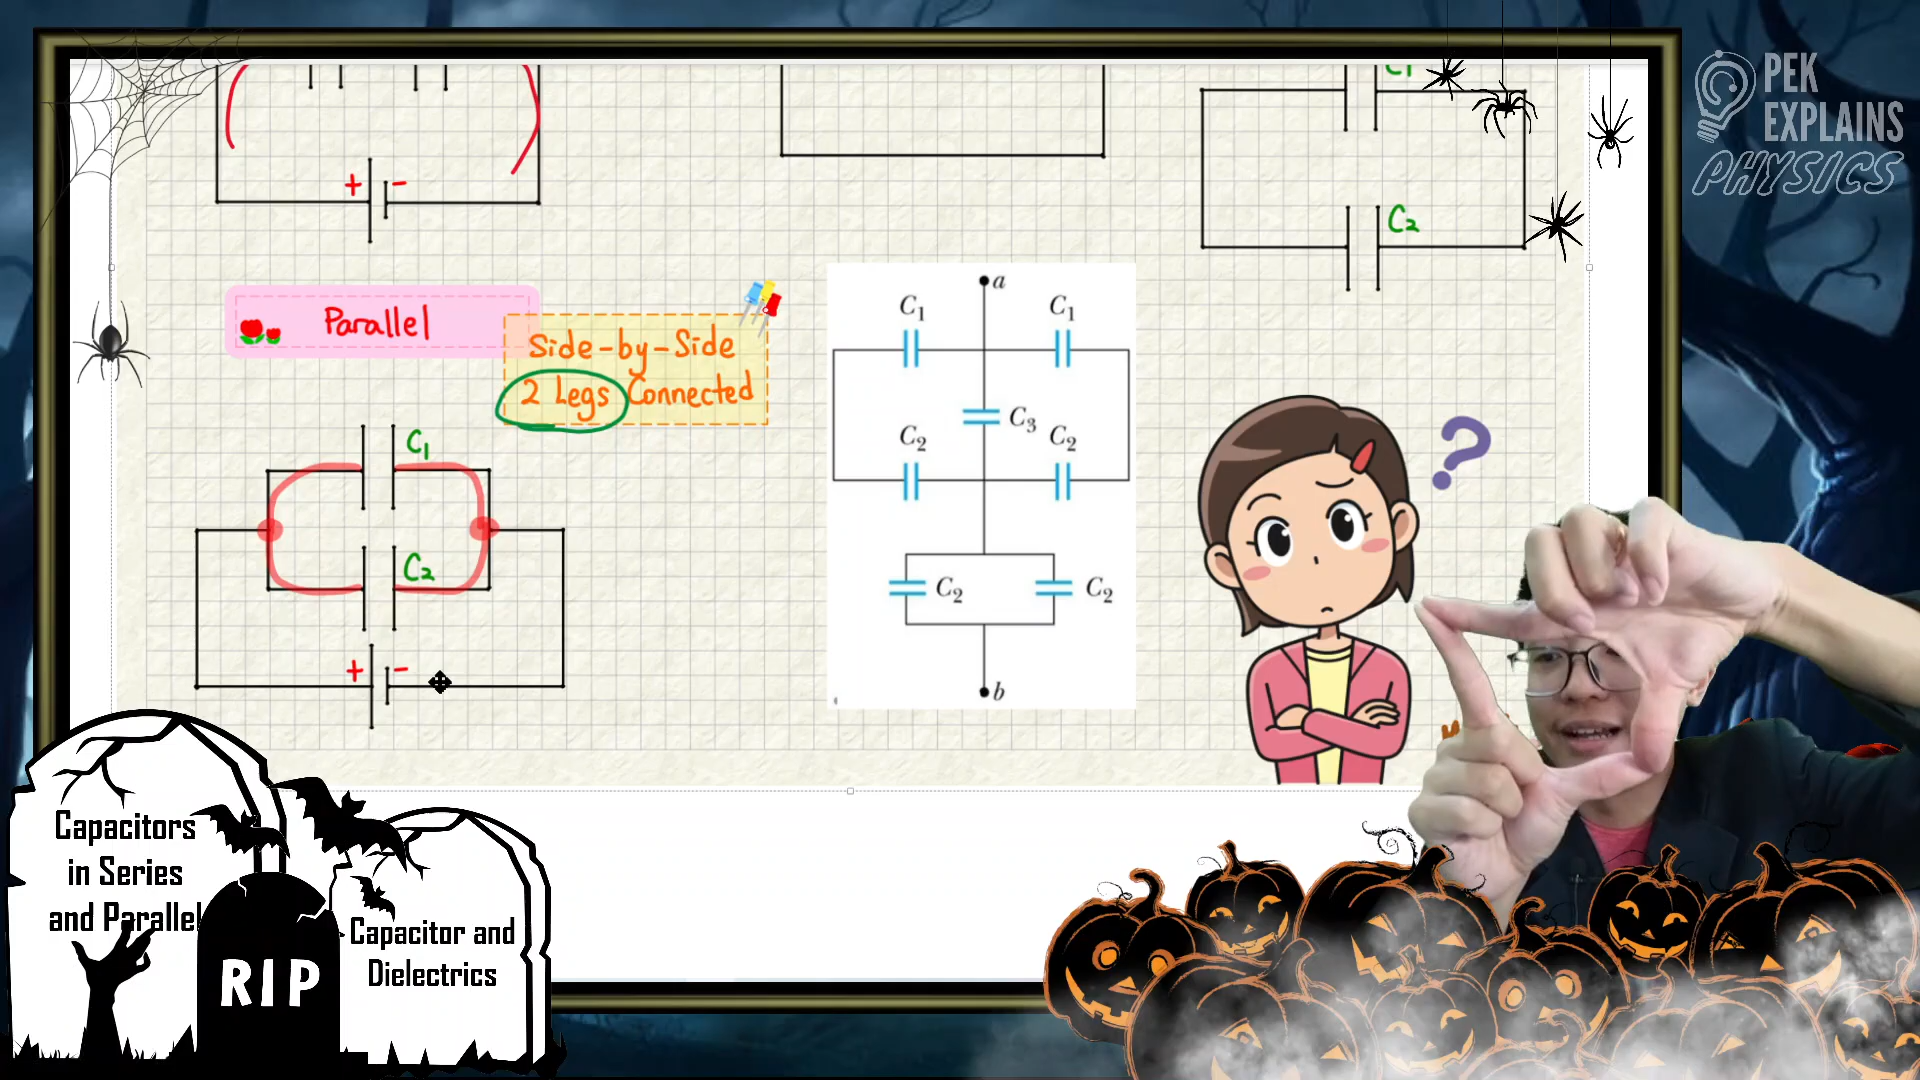 PEK
EXPLAINS
PHYSICS
C1
C2
+ -
Parallel
Side-by-Side
2 Legs Connected
C1
C2
+ -
a
C1 C1
C3
C2 C2
C2 C2
b
?
Capacitors
in Series
and Parallel
RIP
Capacitor and
Dielectrics